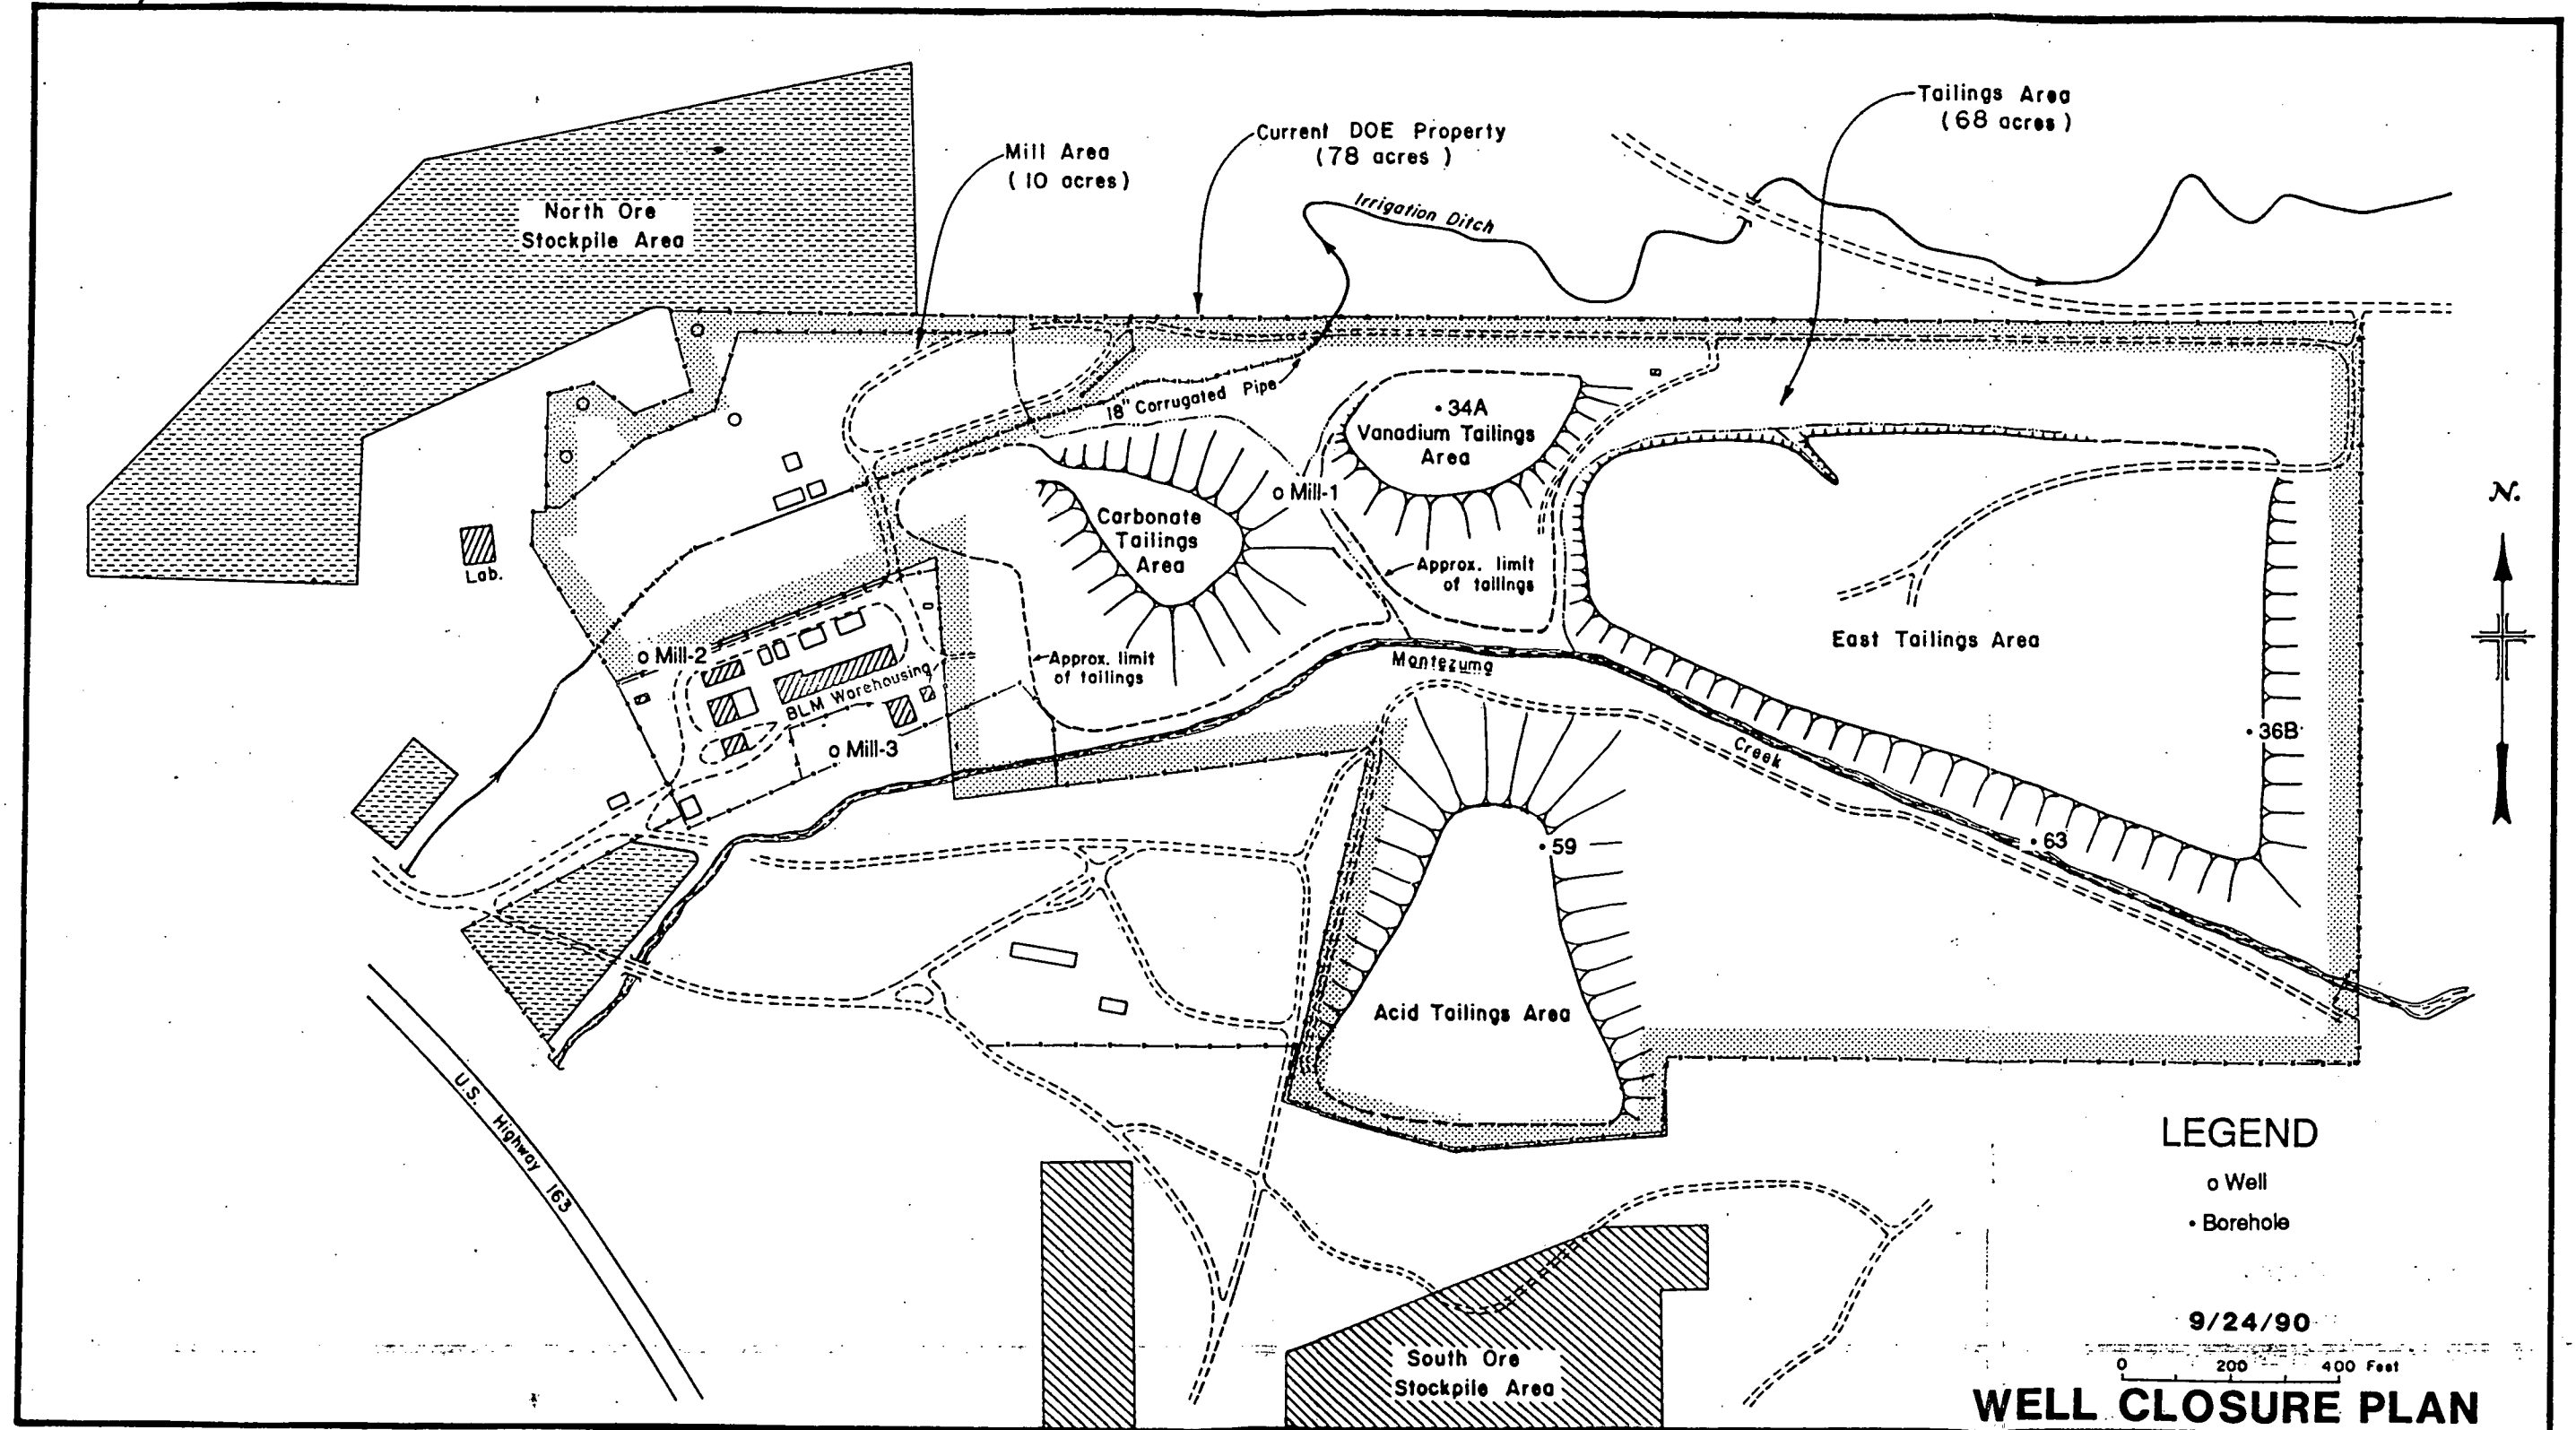 Tailings Area
(68 acres)
Current DOE Property
(78 acres)
Mill Area
(10 acres)
North Ore
Stockpile Area
Irrigation Ditch
18" Corrugated Pipe
• 34A
Vanadium Tailings
Area
o Mill-1
Carbonate
Tailings
Area
N.
Lab.
Approx. limit
of tailings
East Tailings Area
o Mill-2
Approx. limit
of tailings
Montezuma
BLM Warehousing
• 36B
o Mill-3
Creek
• 59
• 63
Acid Tailings Area
U.S. Highway 163
LEGEND
o Well
• Borehole
9/24/90
South Ore
Stockpile Area
0 200 400 Feet
WELL CLOSURE PLAN